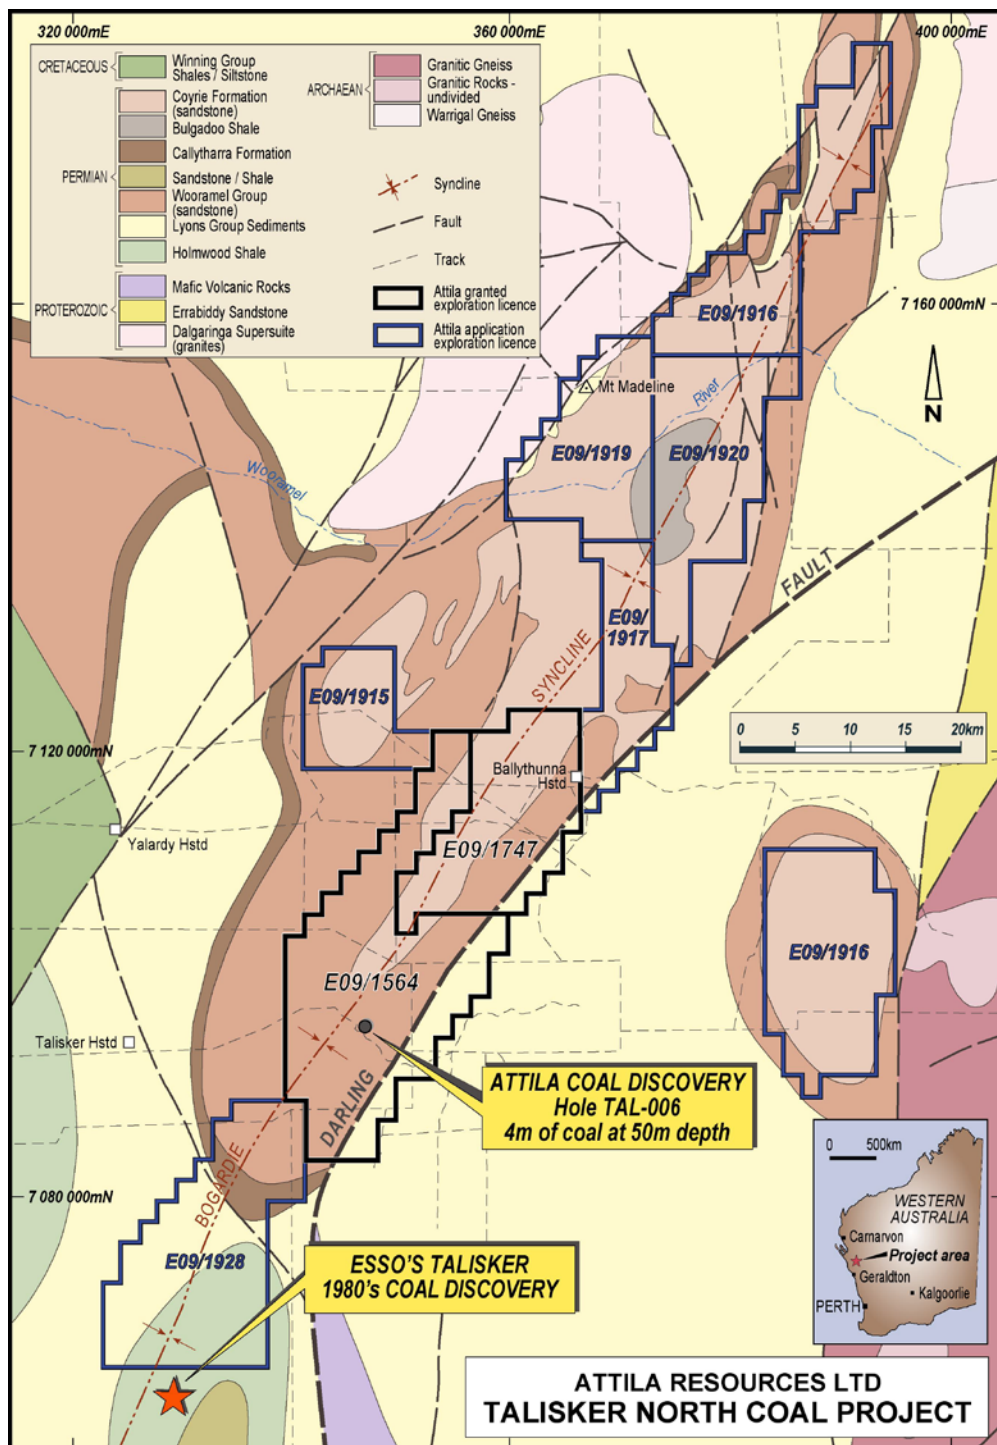 320 000mE
360 000mE
400 000mE
CRETACEOUS
Winning Group
Shales / Siltstone
PERMIAN
Coyrie Formation
(sandstone)
Bulgadoo Shale
Callytharra Formation
Sandstone / Shale
Wooramel Group
(sandstone)
Lyons Group Sediments
Holmwood Shale
PROTEROZOIC
Mafic Volcanic Rocks
Errabiddy Sandstone
Dalgaringa Supersuite
(granites)
ARCHAEAN
Granitic Gneiss
Granitic Rocks -
undivided
Warrigal Gneiss
Syncline
Fault
Track
Attila granted
exploration licence
Attila application
exploration licence
7 160 000mN
E09/1916
N
Mt Madeline
River
Wooramel
E09/1919
E09/1920
FAULT
E09/
1917
SYNCLINE
E09/1915
0 5 10 15 20km
7 120 000mN
Ballythunna
Hstd
Yalardy Hstd
E09/1747
E09/1916
E09/1564
Talisker Hstd
DARLING
ATTILA COAL DISCOVERY
Hole TAL-006
4m of coal at 50m depth
7 080 000mN
BOGARDIE
E09/1928
ESSO'S TALISKER
1980's COAL DISCOVERY
0 500km
WESTERN
AUSTRALIA
Carnarvon
Project area
Geraldton
Kalgoorlie
PERTH
ATTILA RESOURCES LTD
TALISKER NORTH COAL PROJECT